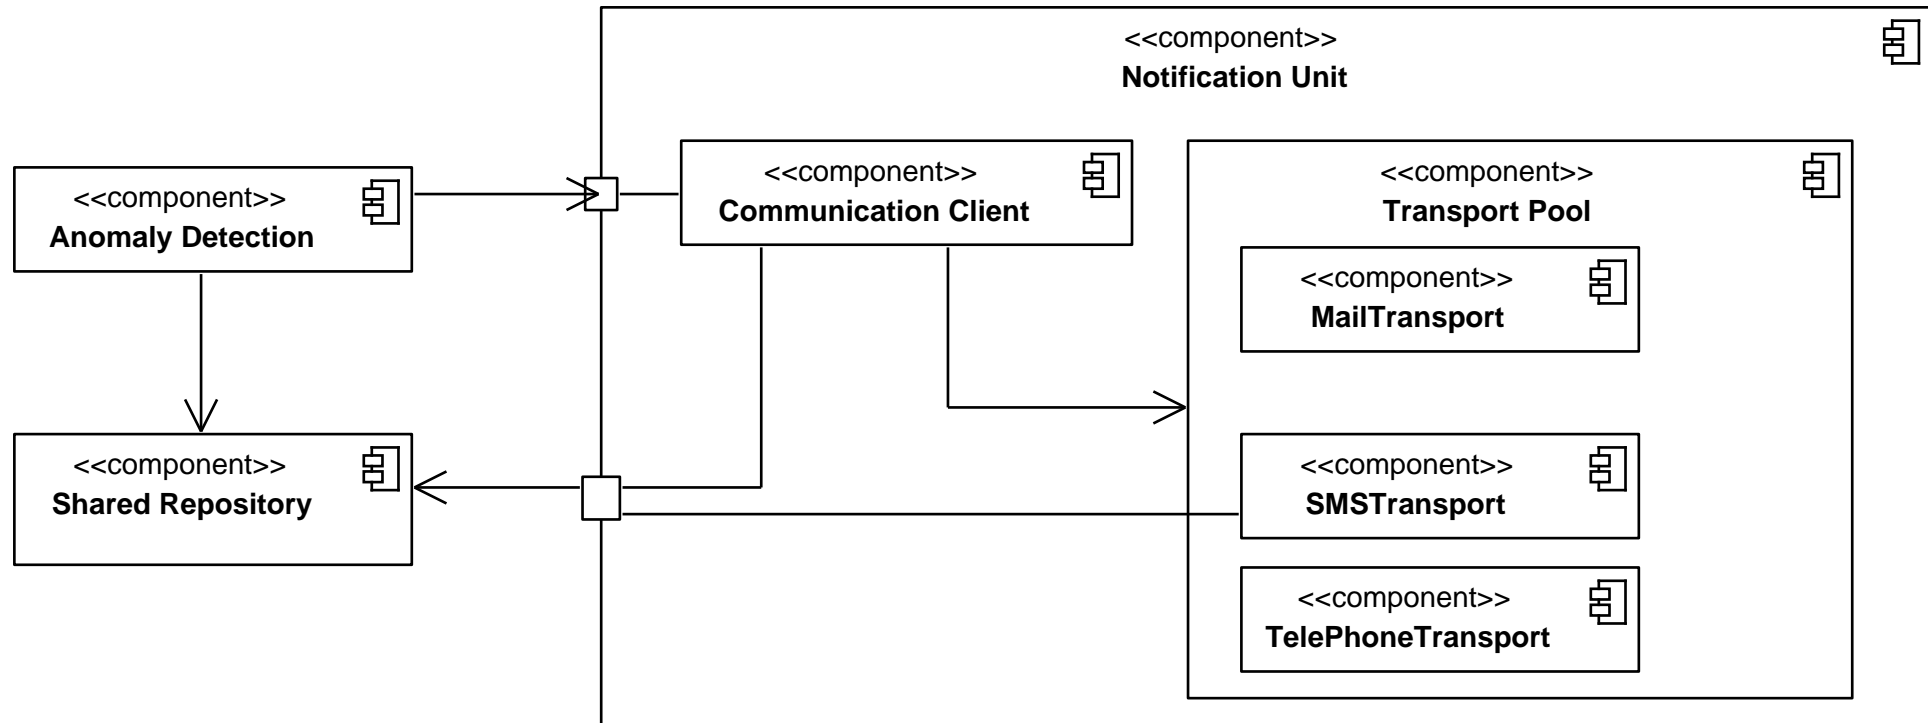 <<component>>
Notification Unit
<<component>>
Anomaly Detection
<<component>>
Communication Client
<<component>>
Transport Pool
<<component>>
MailTransport
<<component>>
Shared Repository
<<component>>
SMSTransport
<<component>>
TelePhoneTransport